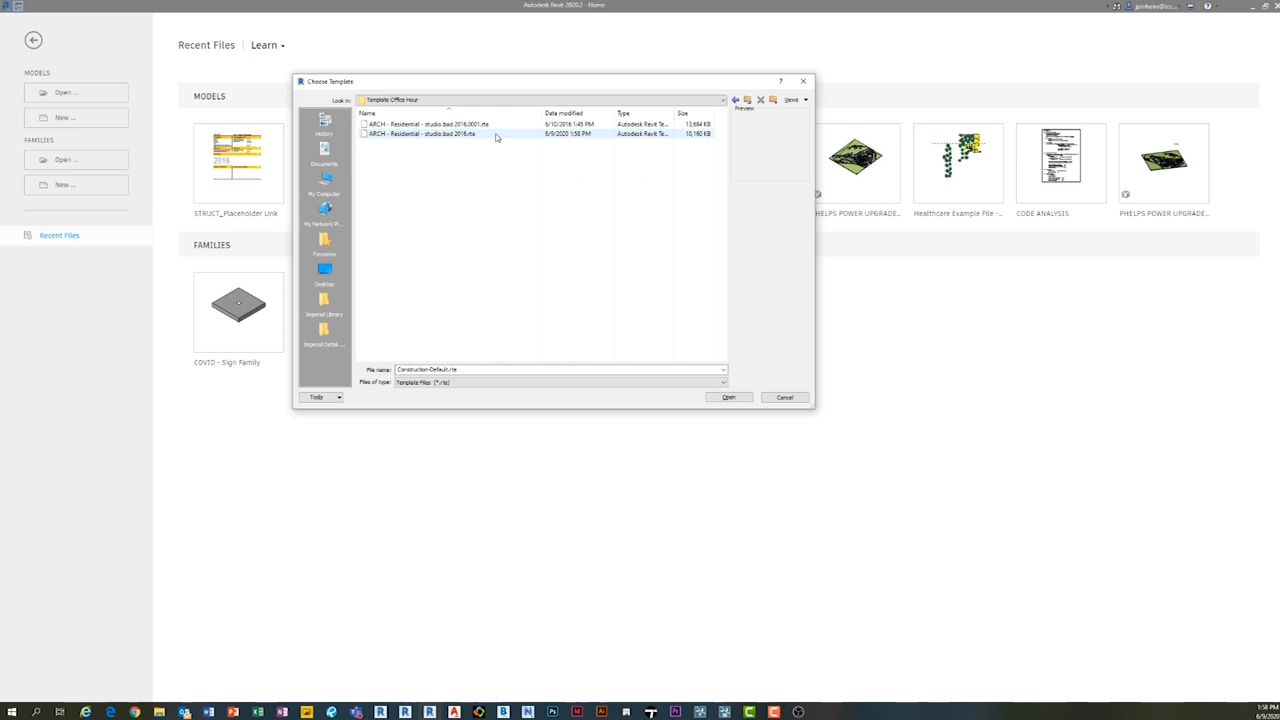 Autodesk Revit 2020.2 - Home
jpinheiro@tcc...
Recent Files
Learn
MODELS
Open ...
New ...
FAMILIES
Open ...
New ...
Recent Files
MODELS
2016
STRUCT_Placeholder Link
PHELPS POWER UPGRADE...
Healthcare Example File -...
CODE ANALYSIS
PHELPS POWER UPGRADE...
FAMILIES
COVID - Sign Family
Choose Template
Look in:
Template Office Hour
Views
Preview
Name
Date modified
Type
Size
ARCH - Residential - studio.bad 2016.0001.rte
6/10/2016 1:45 PM
Autodesk Revit Te...
13,684 KB
ARCH - Residential - studio.bad 2016.rte
6/9/2020 1:58 PM
Autodesk Revit Te...
10,160 KB
History
Documents
My Computer
My Network Pl...
Favorites
Desktop
Imperial Library
Imperial Detail ...
File name:
Construction-Default.rte
Files of type:
Template Files (*.rte)
Tools
Open
Cancel
1:58 PM
6/9/2020